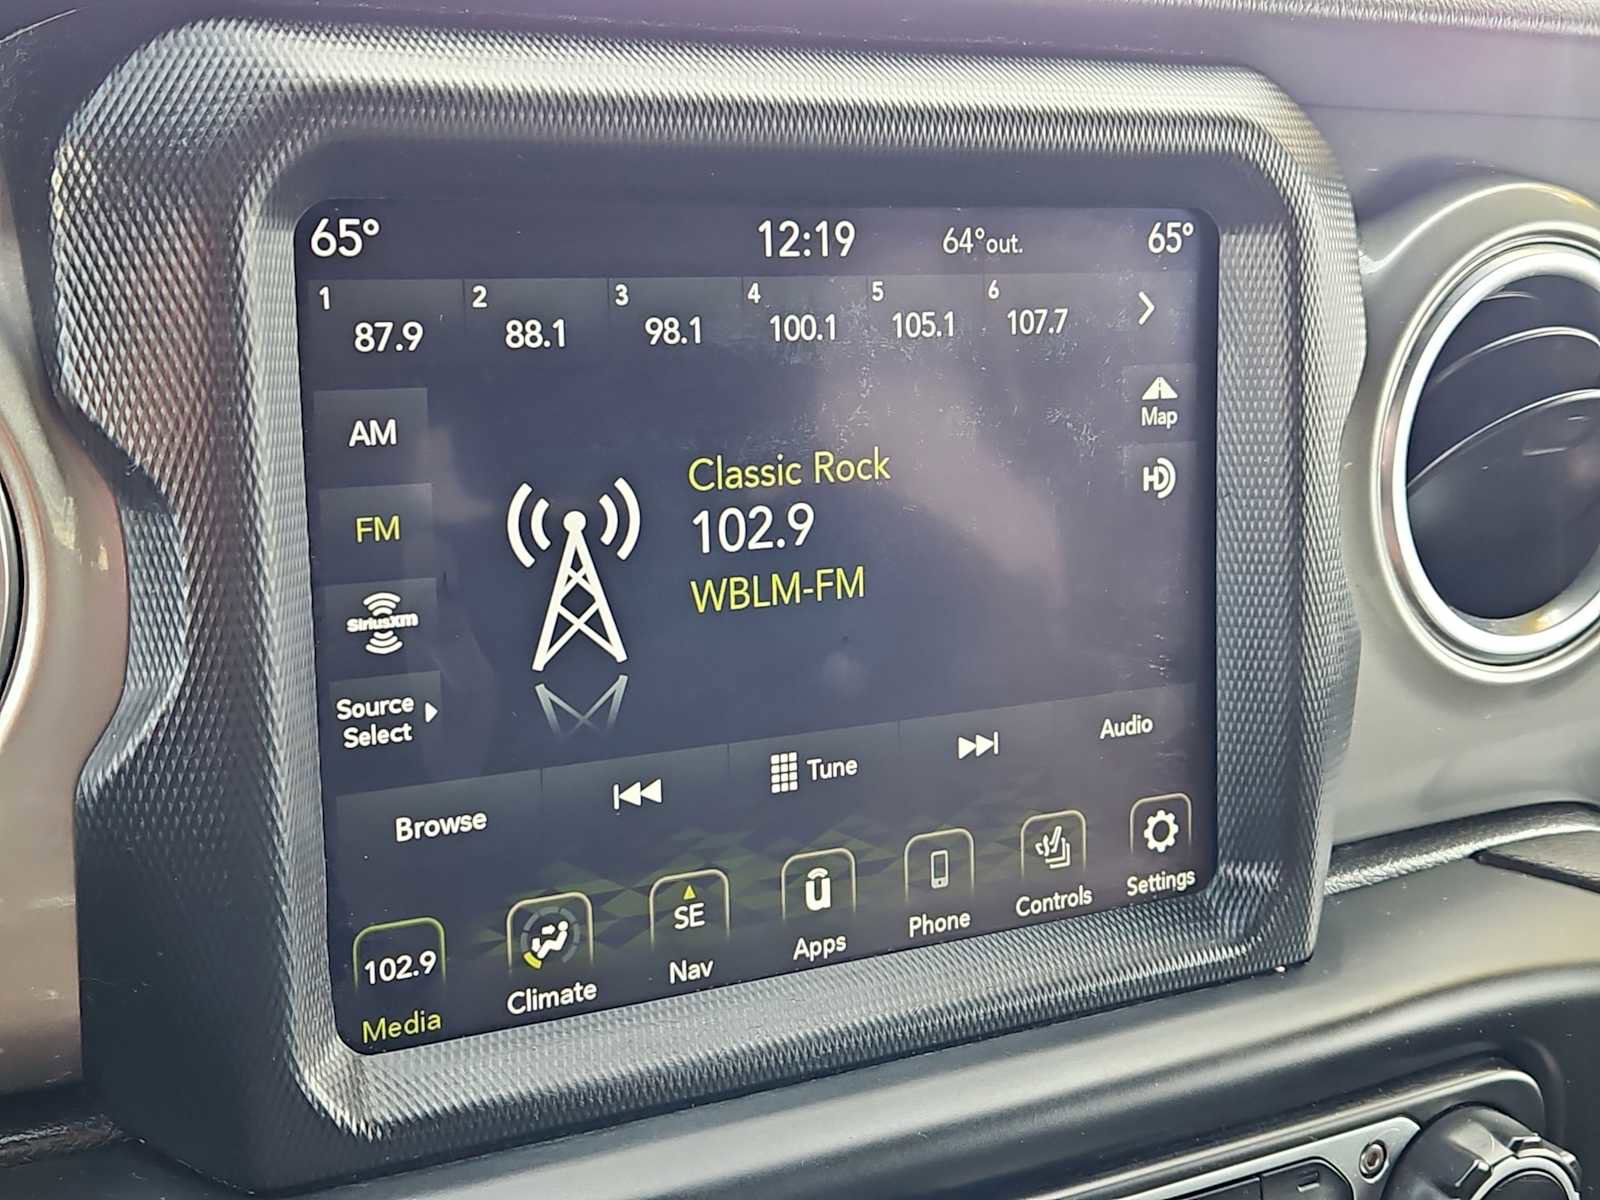 65° 12:19 64°out. 65°
1 2 3 4 5 6
87.9 88.1 98.1 100.1 105.1 107.7
Map
AM
Classic Rock
HD
102.9
FM
WBLM-FM
SiriusXM
Source
Select
Browse Tune Audio
102.9 SE u
Media Climate Nav Apps Phone Controls Settings